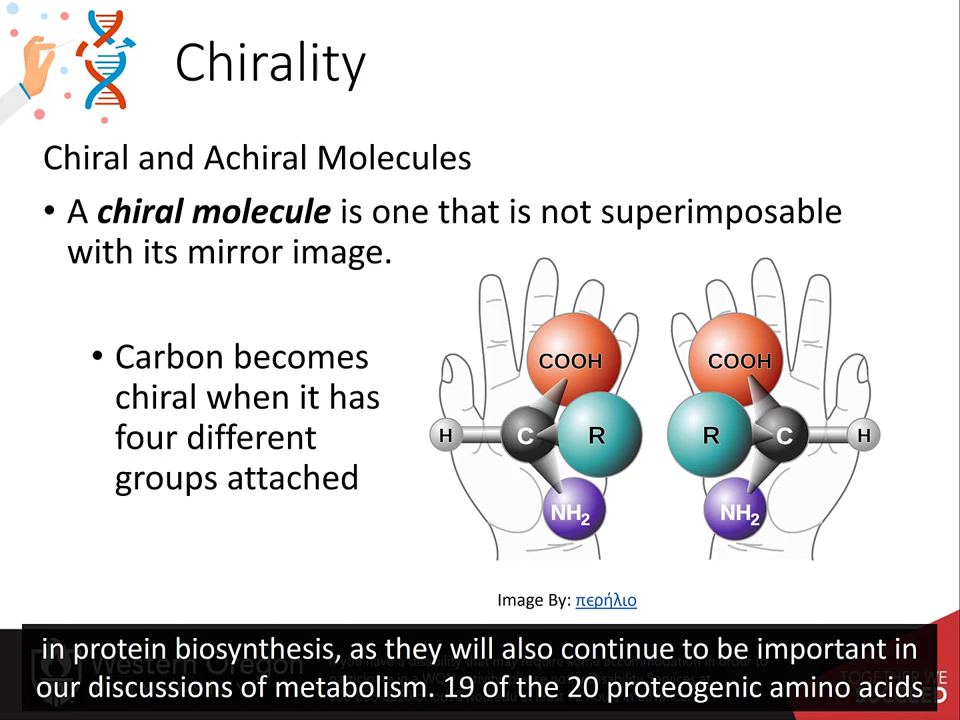 Chirality
Chiral and Achiral Molecules
• A chiral molecule is one that is not superimposable
with its mirror image.
• Carbon becomes
chiral when it has
four different
groups attached
COOH
H
C
R
NH2
COOH
R
C
H
NH2
Image By: περήλιο
in protein biosynthesis, as they will also continue to be important in
our discussions of metabolism. 19 of the 20 proteogenic amino acids